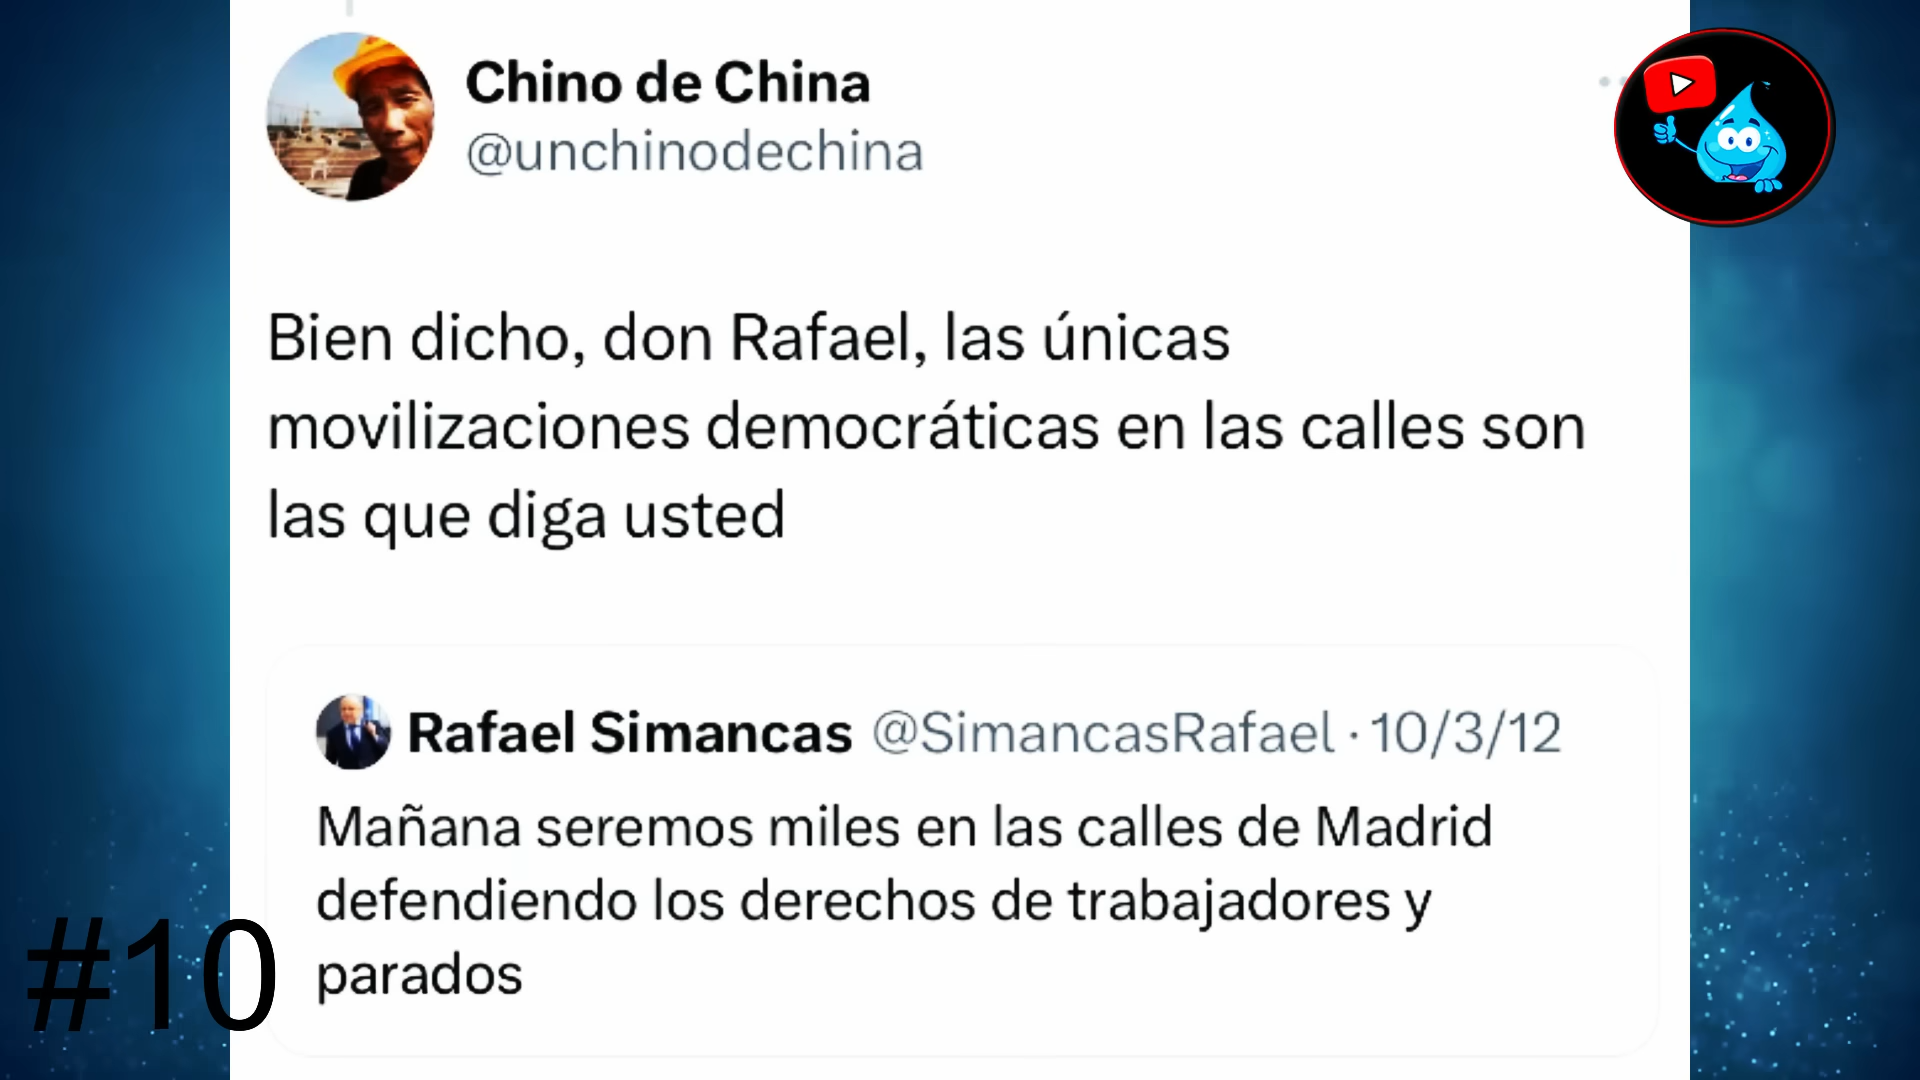 Chino de China
@unchinodechina
Bien dicho, don Rafael, las únicas
movilizaciones democráticas en las calles son
las que diga usted
Rafael Simancas @SimancasRafael · 10/3/12
Mañana seremos miles en las calles de Madrid
defendiendo los derechos de trabajadores y
parados
#10